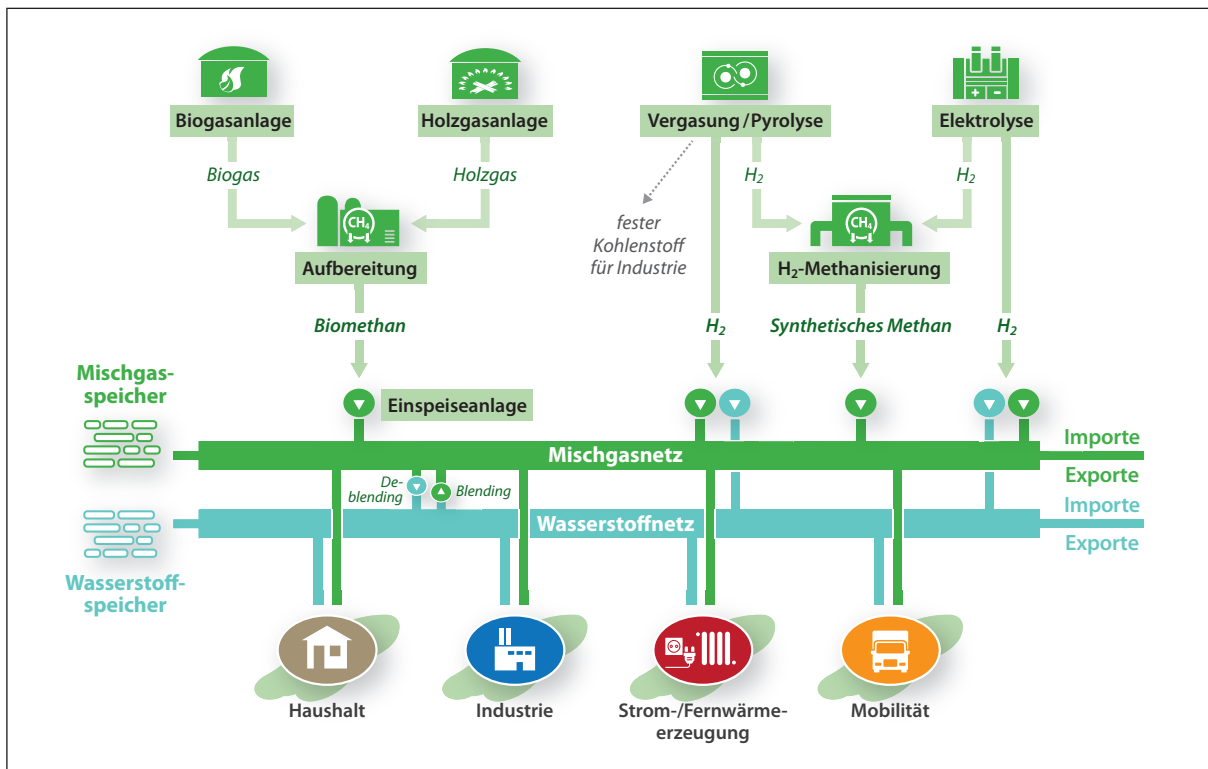 Biogasanlage
Holzgasanlage
Vergasung/Pyrolyse
+ −
Elektrolyse
Biogas
Holzgas
H₂
H₂
CH₄
CH₄
fester
Kohlenstoff
für Industrie
Aufbereitung
H₂-Methanisierung
Biomethan
H₂
Synthetisches Methan
H₂
Mischgas-
speicher
Einspeiseanlage
Mischgasnetz
Importe
Exporte
De-
blending
Blending
Wasserstoffnetz
Importe
Exporte
Wasserstoff-
speicher
Haushalt
Industrie
Strom-/Fernwärme-
erzeugung
Mobilität